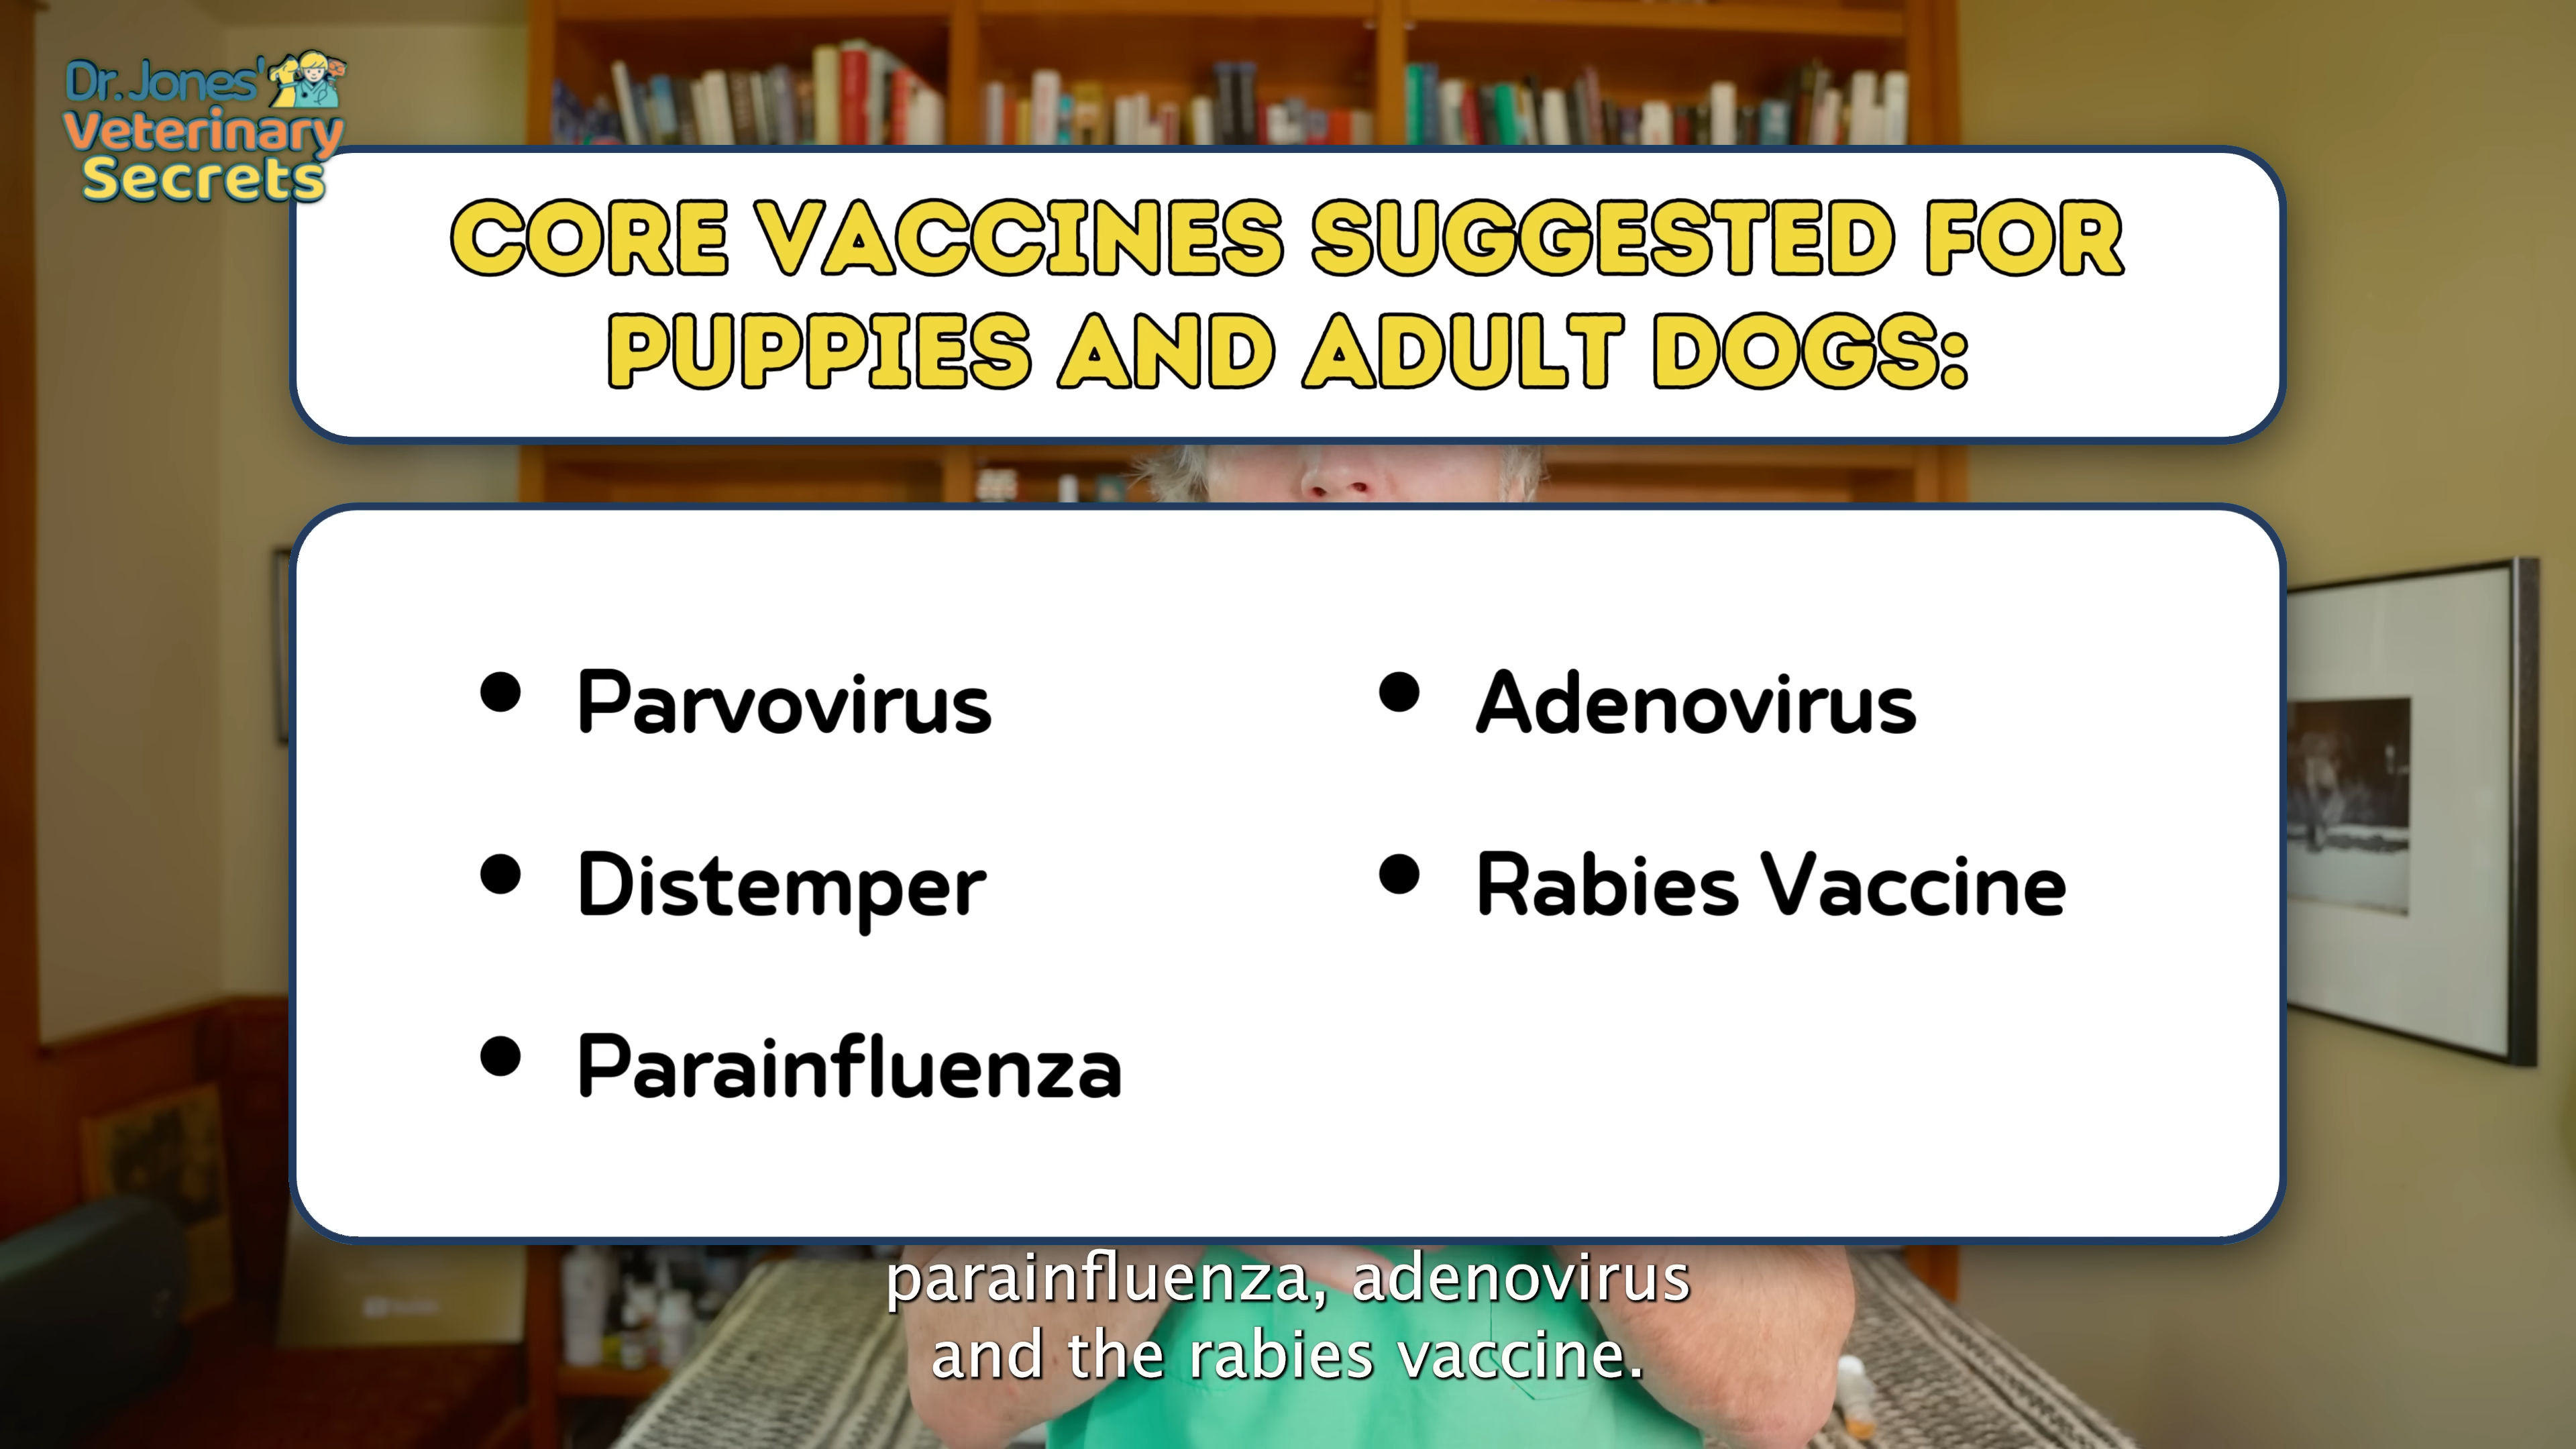 Dr. Jones'
Veterinary
Secrets
CORE VACCINES SUGGESTED FOR
PUPPIES AND ADULT DOGS:
• Parvovirus
• Distemper
• Parainfluenza
• Adenovirus
• Rabies Vaccine
parainfluenza, adenovirus
and the rabies vaccine.